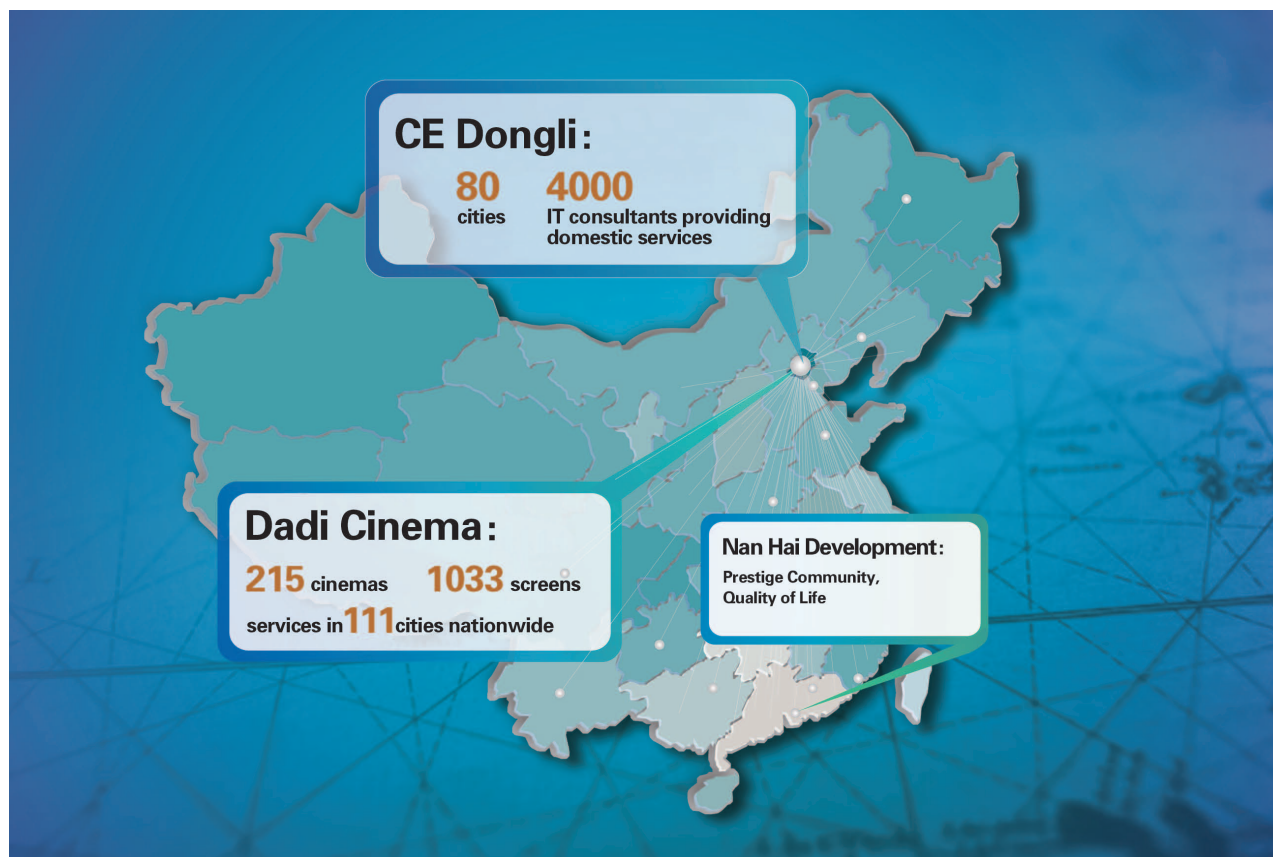 CE Dongli:
80 4000
cities IT consultants providing
domestic services
Dadi Cinema:
215 cinemas 1033 screens
services in 111 cities nationwide
Nan Hai Development:
Prestige Community,
Quality of Life